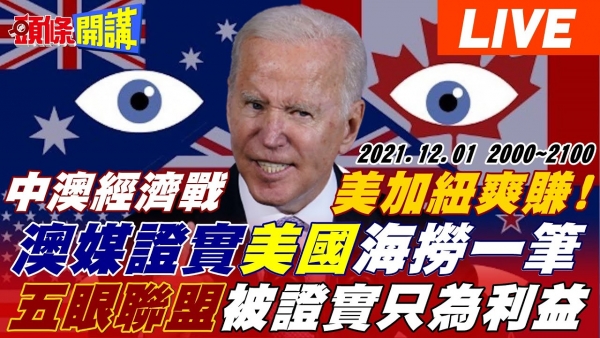 頭條開講
LIVE
2021.12.01 2000~2100
中澳經濟戰
美加紐爽賺!
澳媒證實美國海撈一筆
五眼聯盟被證實只為利益